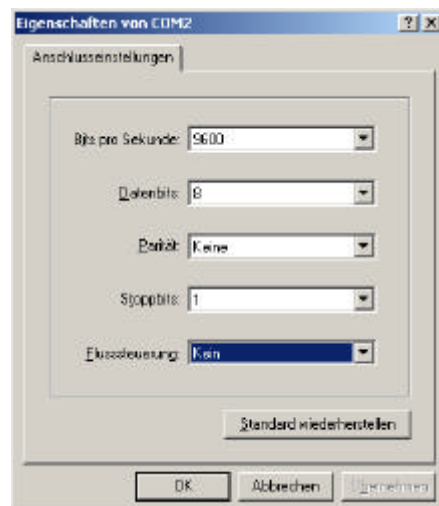 Eigenschaften von COM2
Anschlusseinstellungen
Bits pro Sekunde: 9600
Datenbits: 8
Parität: Keine
Stoppbits: 1
Flusssteuerung: Kein
Standard wiederherstellen
OK Abbrechen Übernehmen